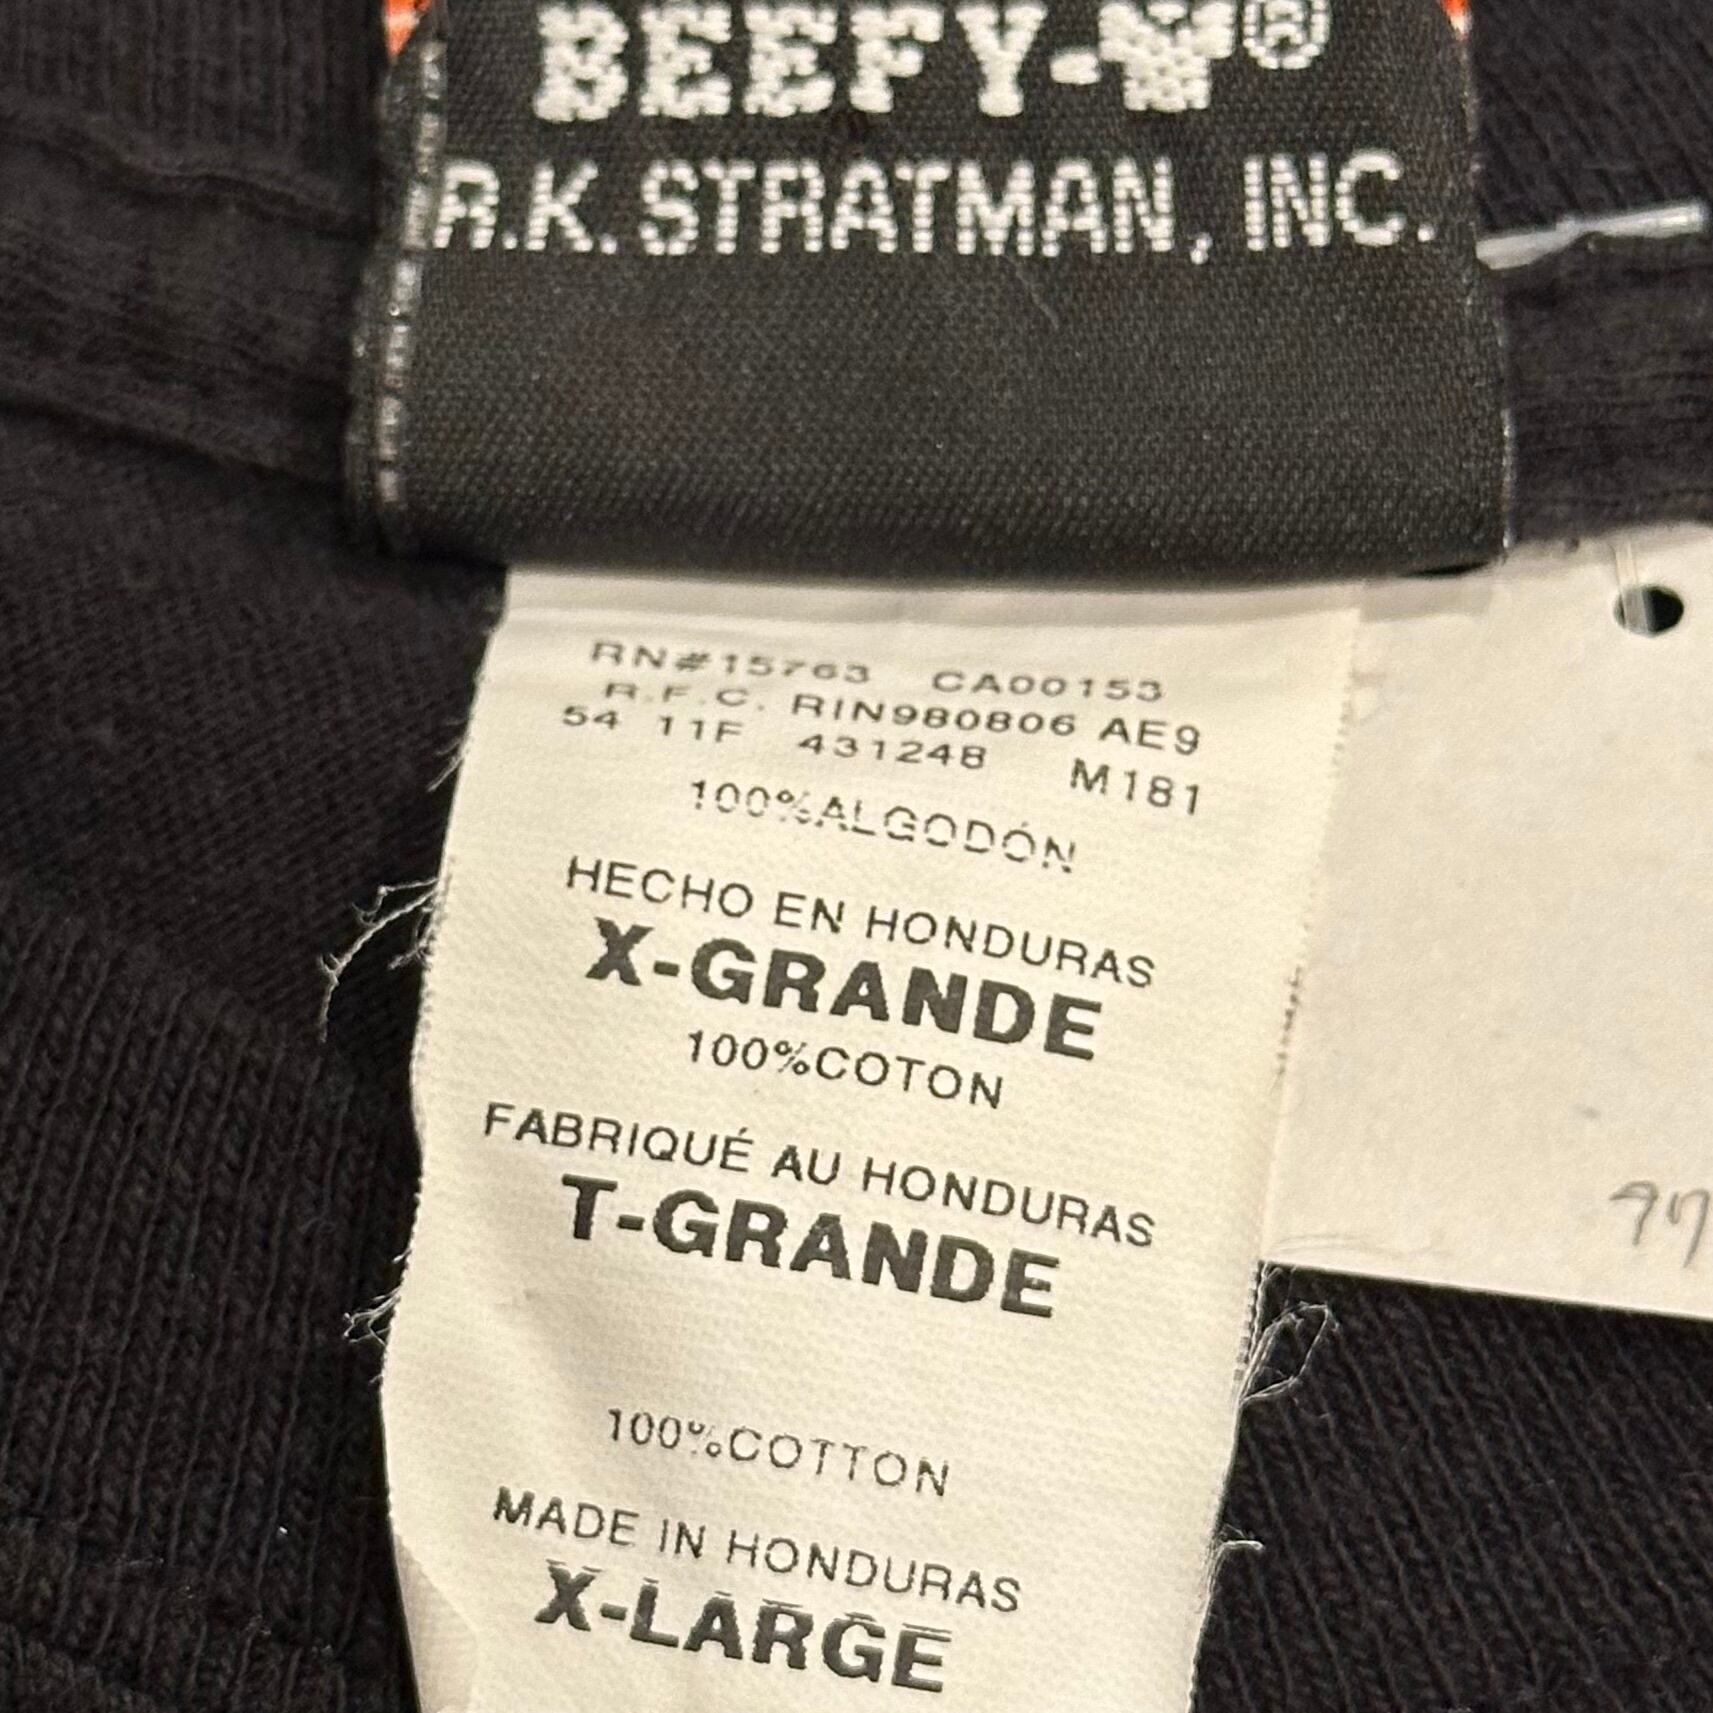 BEEFY-T®
R.K. STRATMAN, INC.
RN#15763 CA00153
R.F.C. RIN980806 AE9
54 11F 431248 M181
100%ALGODÓN
HECHO EN HONDURAS
X-GRANDE
100%COTON
FABRIQUÉ AU HONDURAS
T-GRANDE
100%COTTON
MADE IN HONDURAS
X-LARGE